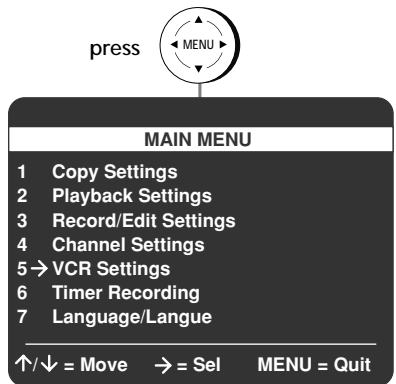 press
MENU
MAIN MENU
1 Copy Settings
2 Playback Settings
3 Record/Edit Settings
4 Channel Settings
5→VCR Settings
6 Timer Recording
7 Language/Langue
↑/↓ = Move → = Sel MENU = Quit